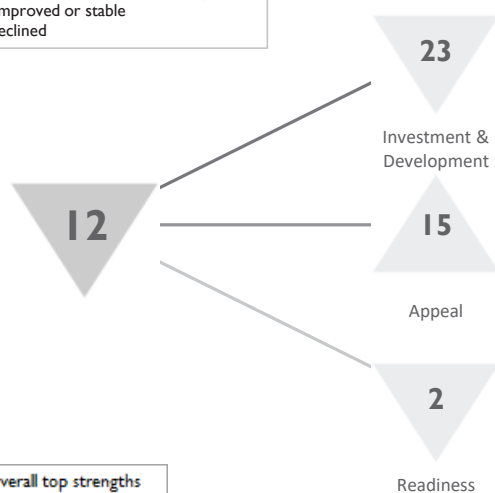 mproved or stable
eclined
23
Investment &
Development
12
15
Appeal
2
Readiness
verall top strengths